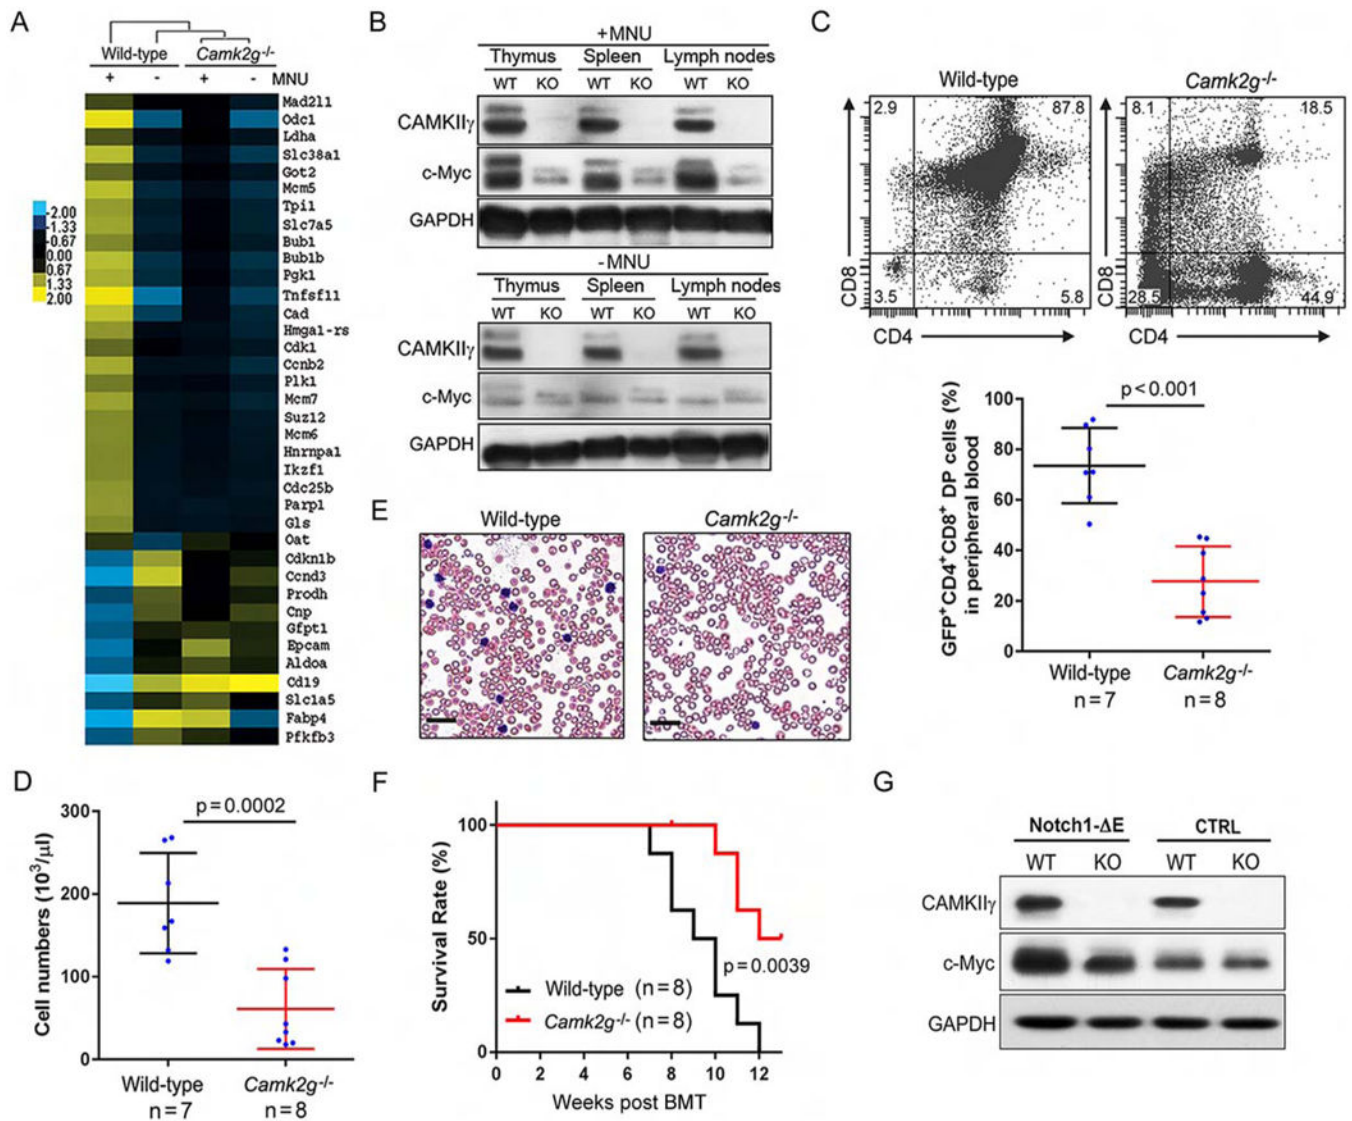 A
Wild-type Camk2g-/-
+ - + - MNU
Mad2l1
Odc1
Ldha
Slc38a1
Got2
Mcm5
Tpi1
Slc7a5
Bub1
Bub1b
Pgk1
Tnfsf11
Cad
Hmga1-rs
Cdk1
Ccnb2
Plk1
Mcm7
Suz12
Mcm6
Hnrnpa1
Ikzf1
Cdc25b
Parp1
Gls
Oat
Cdkn1b
Ccnd3
Prodh
Cnp
Gfpt1
Epcam
Aldoa
Cd19
Slc1a5
Fabp4
Pfkfb3
-2.00
-1.33
-0.67
0.00
0.67
1.33
2.00
B
+MNU
Thymus Spleen Lymph nodes
WT KO WT KO WT KO
CAMKIIγ
c-Myc
GAPDH
-MNU
Thymus Spleen Lymph nodes
WT KO WT KO WT KO
CAMKIIγ
c-Myc
GAPDH
C
Wild-type Camk2g-/-
2.9 87.8 8.1 18.5
CD8 CD8
3.5 5.8 28.5 44.9
CD4 CD4
p<0.001
GFP+CD4+CD8+ DP cells (%)
in peripheral blood
100
80
60
40
20
0
Wild-type Camk2g-/-
n=7 n=8
D
p=0.0002
Cell numbers (10³/µl)
300
200
100
0
Wild-type Camk2g-/-
n=7 n=8
E
Wild-type Camk2g-/-
F
Survival Rate (%)
100
50
0
p=0.0039
Wild-type (n=8)
Camk2g-/- (n=8)
0 2 4 6 8 10 12
Weeks post BMT
G
Notch1-ΔE CTRL
WT KO WT KO
CAMKIIγ
c-Myc
GAPDH